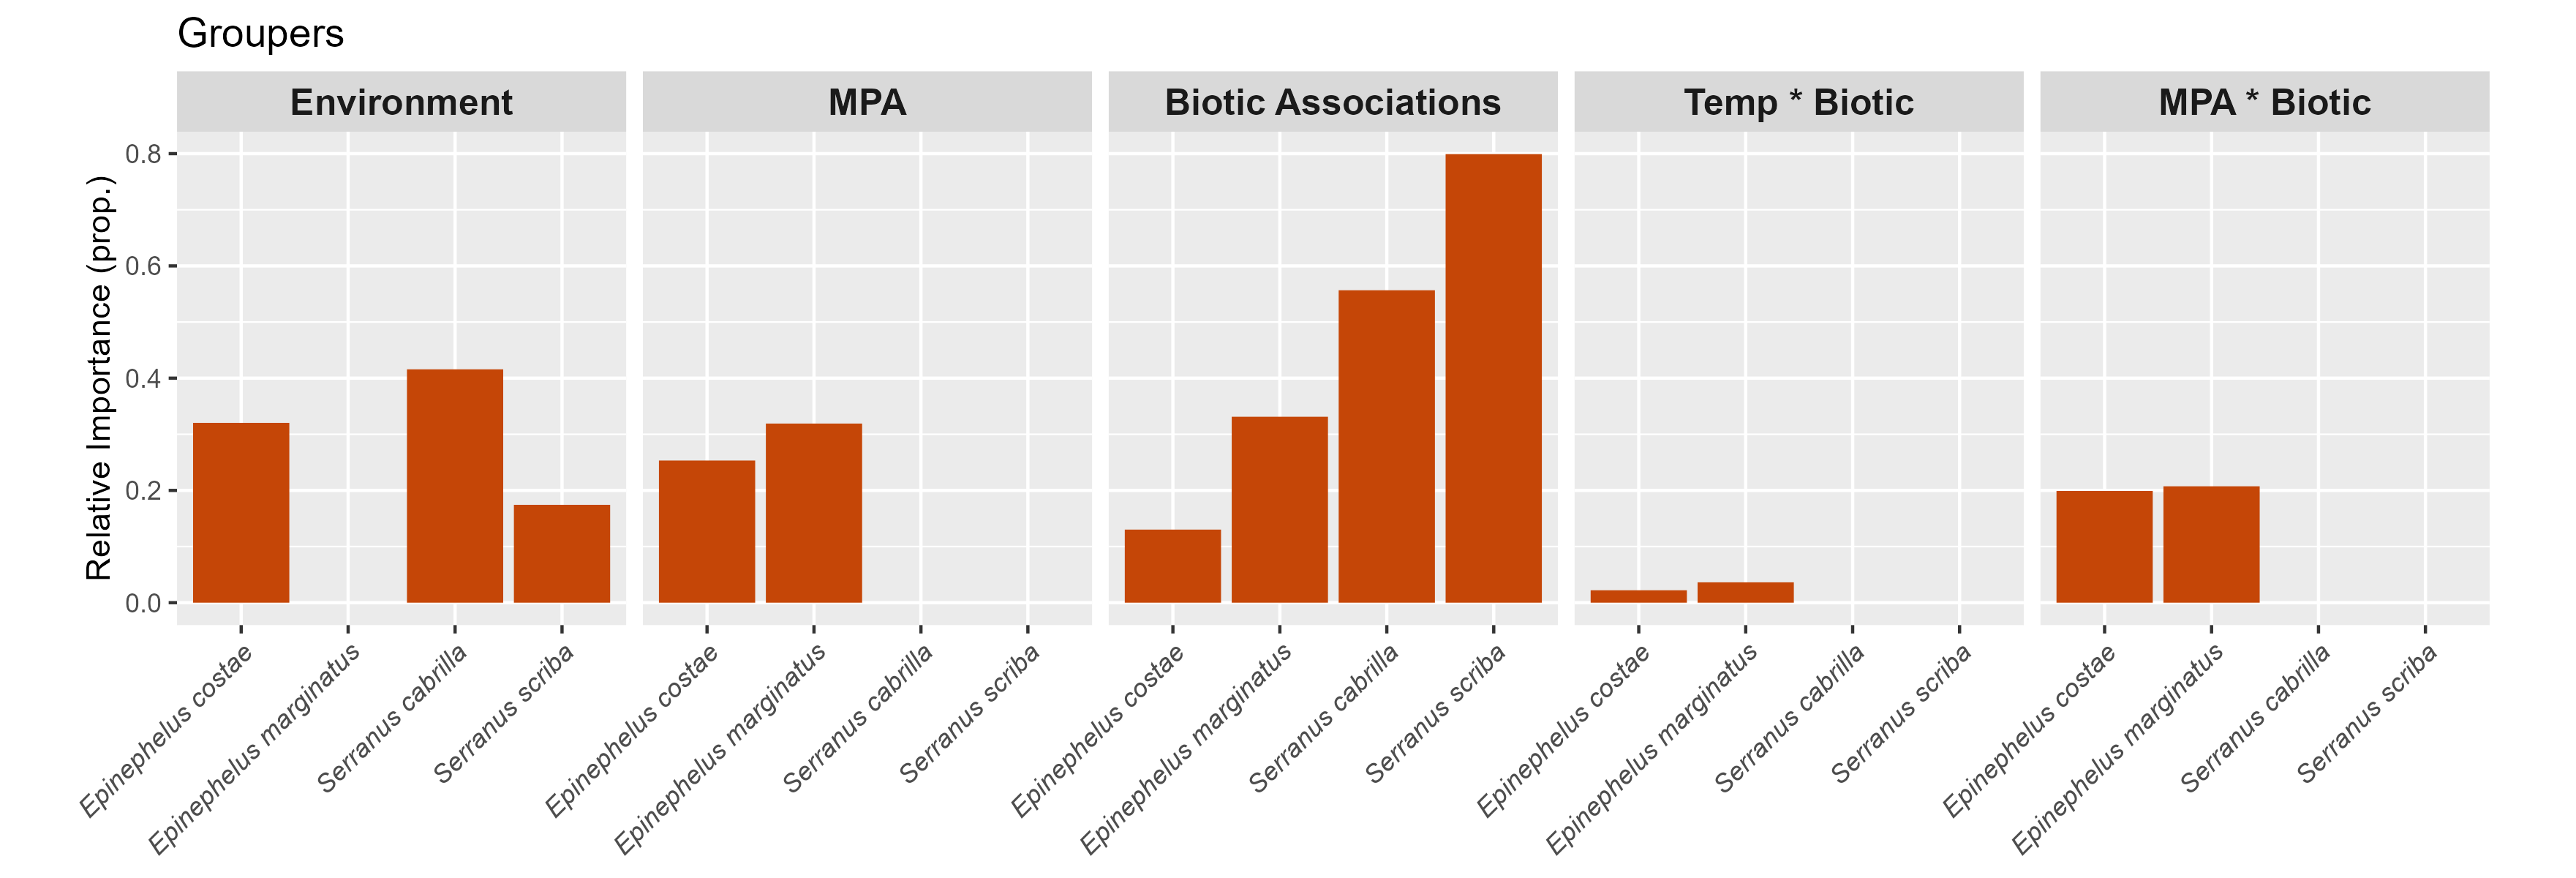 Groupers
Environment
MPA
Biotic Associations
Temp * Biotic
MPA * Biotic
Relative Importance (prop.)
0.8
0.6
0.4
0.2
0.0
Epinephelus costae
Epinephelus marginatus
Serranus cabrilla
Serranus scriba
Epinephelus costae
Epinephelus marginatus
Serranus cabrilla
Serranus scriba
Epinephelus costae
Epinephelus marginatus
Serranus cabrilla
Serranus scriba
Epinephelus costae
Epinephelus marginatus
Serranus cabrilla
Serranus scriba
Epinephelus costae
Epinephelus marginatus
Serranus cabrilla
Serranus scriba